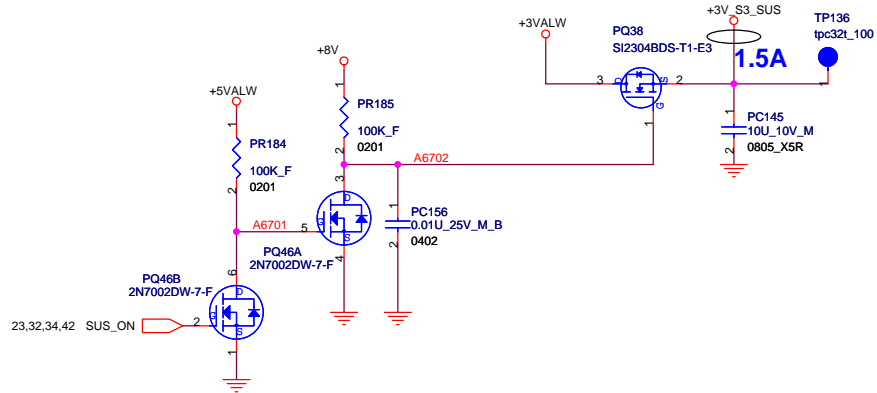 +3V_S3_SUS
TP136
tpc32t_100
+3VALW
PQ38
SI2304BDS-T1-E3
1.5A
+8V
3
D
S
2
1
G
1
+5VALW
1
PR185
100K_F
0201
2
1
PC145
10U_10V_M
0805_X5R
2
1
PR184
100K_F
0201
2
A6702
3
D
G
S
1
PC156
0.01U_25V_M_B
0402
2
A6701
5
PQ46A
2N7002DW-7-F
4
PQ46B
2N7002DW-7-F
6
D
G
S
23,32,34,42
SUS_ON
2
1